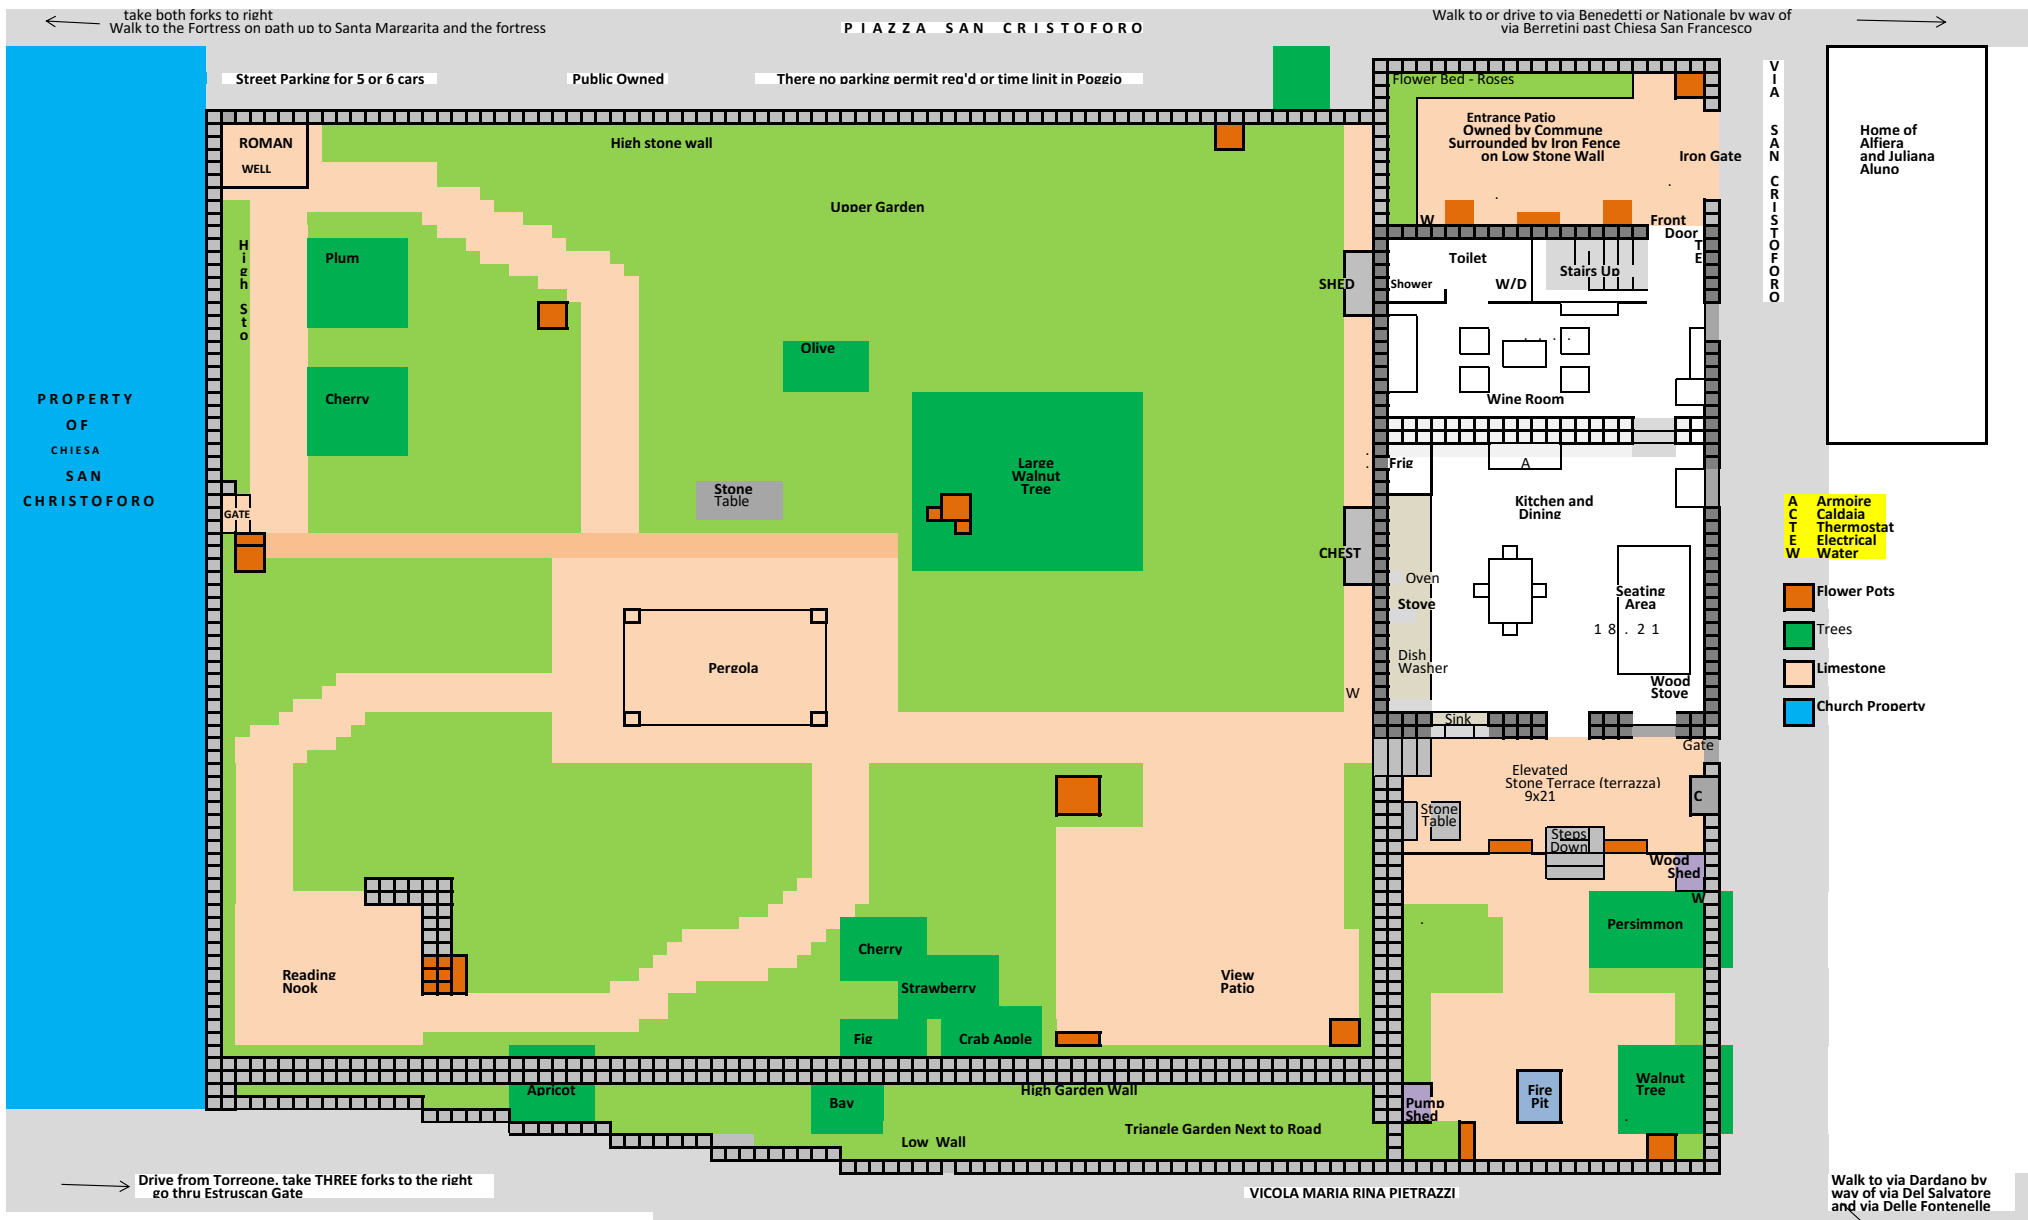 take both forks to right
Walk to the Fortress on path up to Santa Margarita and the fortress
PIAZZA SAN CRISTOFORO
Walk to or drive to via Benedetti or Nationale by way of
via Berretini past Chiesa San Francesco
Street Parking for 5 or 6 cars
Public Owned
There no parking permit req'd or time linit in Poggio
Flower Bed - Roses
VIA SAN CRISTOFORO
Entrance Patio
Owned by Commune
Surrounded by Iron Fence
on Low Stone Wall
Iron Gate
Home of
Alfiera
and Juliana
Aluno
ROMAN
WELL
High stone wall
Upper Garden
W
Front
Door
T
E
High Sto
Plum
Toilet
Stairs Up
SHED
Shower
W/D
Olive
Cherry
Wine Room
PROPERTY
OF
CHIESA
SAN
CHRISTOFORO
Large
Walnut
Tree
Frig
A
Stone
Table
Kitchen and
Dining
GATE
A Armoire
C Caldaia
T Thermostat
E Electrical
W Water
CHEST
Oven
Stove
Seating
Area
18.21
Flower Pots
Trees
Limestone
Church Property
Pergola
Dish
Washer
W
Wood
Stove
Sink
Gate
Elevated
Stone Terrace (terrazza)
9x21
C
Stone
Table
Steps
Down
Wood
Shed
W
Persimmon
Cherry
Reading
Nook
Strawberry
View
Patio
Fig
Crab Apple
Apricot
High Garden Wall
Bay
Pump
Shed
Fire
Pit
Walnut
Tree
Triangle Garden Next to Road
Low Wall
Drive from Torreone, take THREE forks to the right
go thru Estruscan Gate
VICOLA MARIA RINA PIETRAZZI
Walk to via Dardano by
way of via Del Salvatore
and via Delle Fontenelle